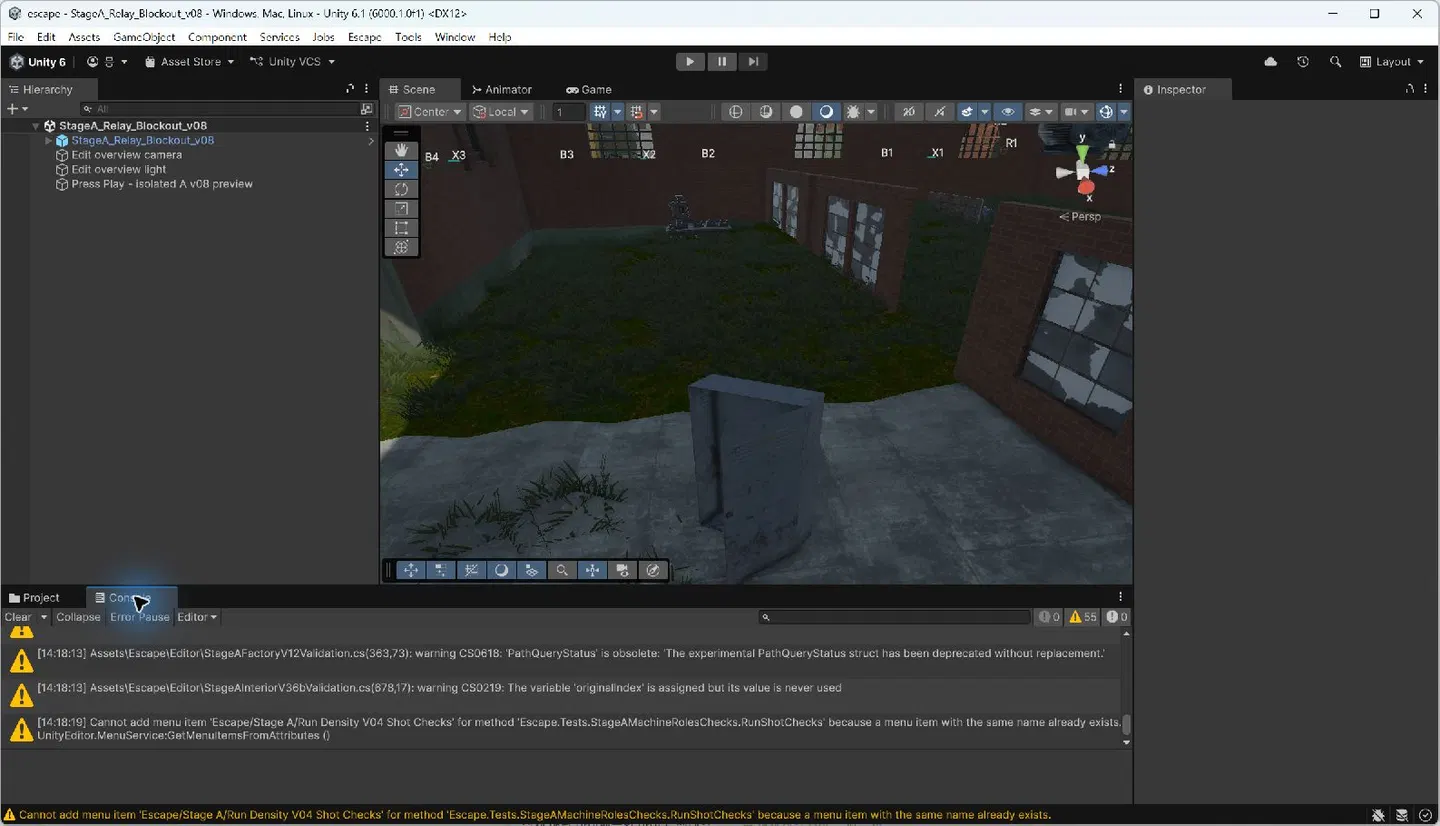 escape - StageA_Relay_Blockout_v08 - Windows, Mac, Linux - Unity 6.1 (6000.1.0f1) <DX12>
File Edit Assets GameObject Component Services Jobs Escape Tools Window Help
Unity 6 Asset Store Unity VCS Layout
Hierarchy Scene Animator Game Inspector
All Center Local 1 2D
StageA_Relay_Blockout_v08
StageA_Relay_Blockout_v08
Edit overview camera
Edit overview light
Press Play - isolated A v08 preview
B4 X3 B3 X2 B2 B1 X1 R1
y
z
x
Persp
Project
Clear Collapse Error Pause Editor 0 55 0
[14:18:13] Assets\Escape\Editor\StageAFactoryV12Validation.cs(363,73): warning CS0618: 'PathQueryStatus' is obsolete: 'The experimental PathQueryStatus struct has been deprecated without replacement.'
[14:18:13] Assets\Escape\Editor\StageAInteriorV36bValidation.cs(878,17): warning CS0219: The variable 'originalIndex' is assigned but its value is never used
[14:18:19] Cannot add menu item 'Escape/Stage A/Run Density V04 Shot Checks' for method 'Escape.Tests.StageAMachineRolesChecks.RunShotChecks' because a menu item with the same name already exists.
UnityEditor.MenuService:GetMenuItemsFromAttributes ()
Cannot add menu item 'Escape/Stage A/Run Density V04 Shot Checks' for method 'Escape.Tests.StageAMachineRolesChecks.RunShotChecks' because a menu item with the same name already exists.